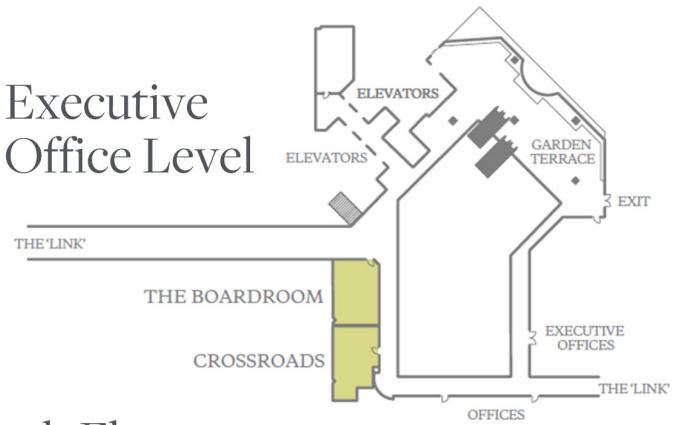 Executive
Office Level
ELEVATORS
ELEVATORS
GARDEN
TERRACE
EXIT
THE 'LINK'
THE BOARDROOM
CROSSROADS
EXECUTIVE
OFFICES
THE 'LINK'
OFFICES